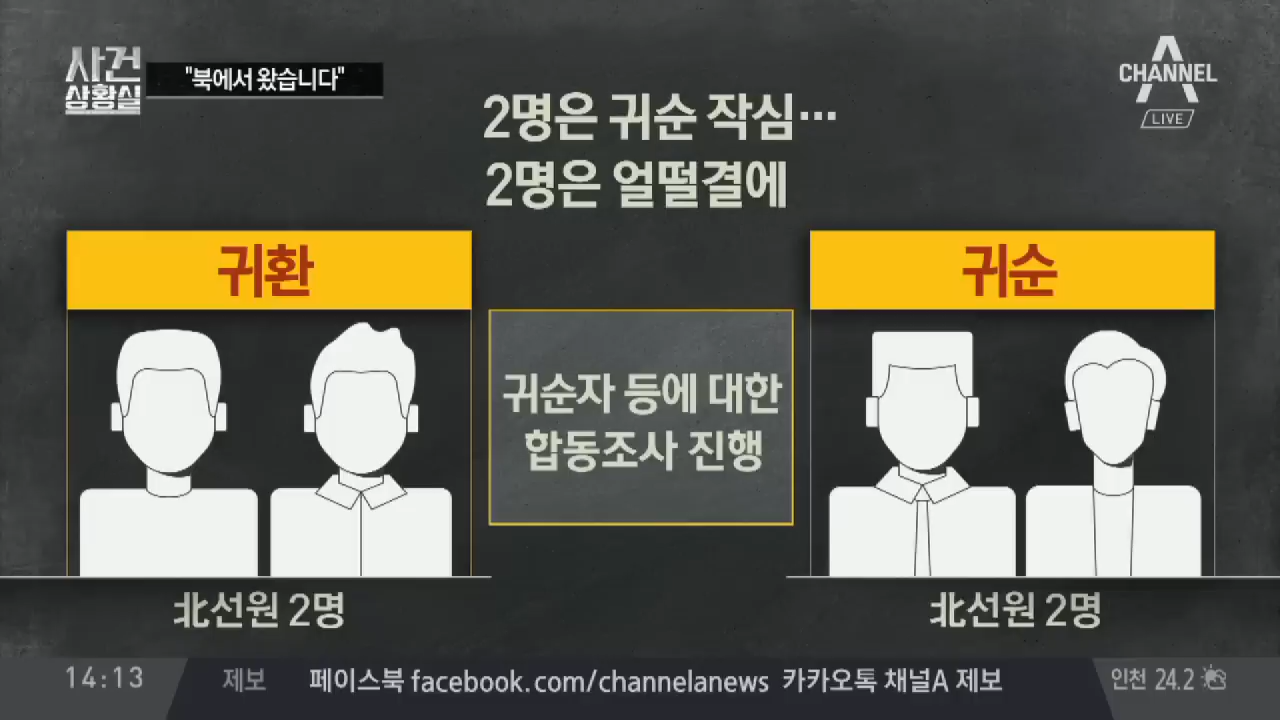 사건
상황실
"북에서 왔습니다"
CHANNEL A
LIVE
2명은 귀순 작심…
2명은 얼떨결에
귀환
귀순
귀순자 등에 대한
합동조사 진행
北선원 2명
北선원 2명
14:13
제보
페이스북 facebook.com/channelanews 카카오톡 채널A 제보
인천 24.2